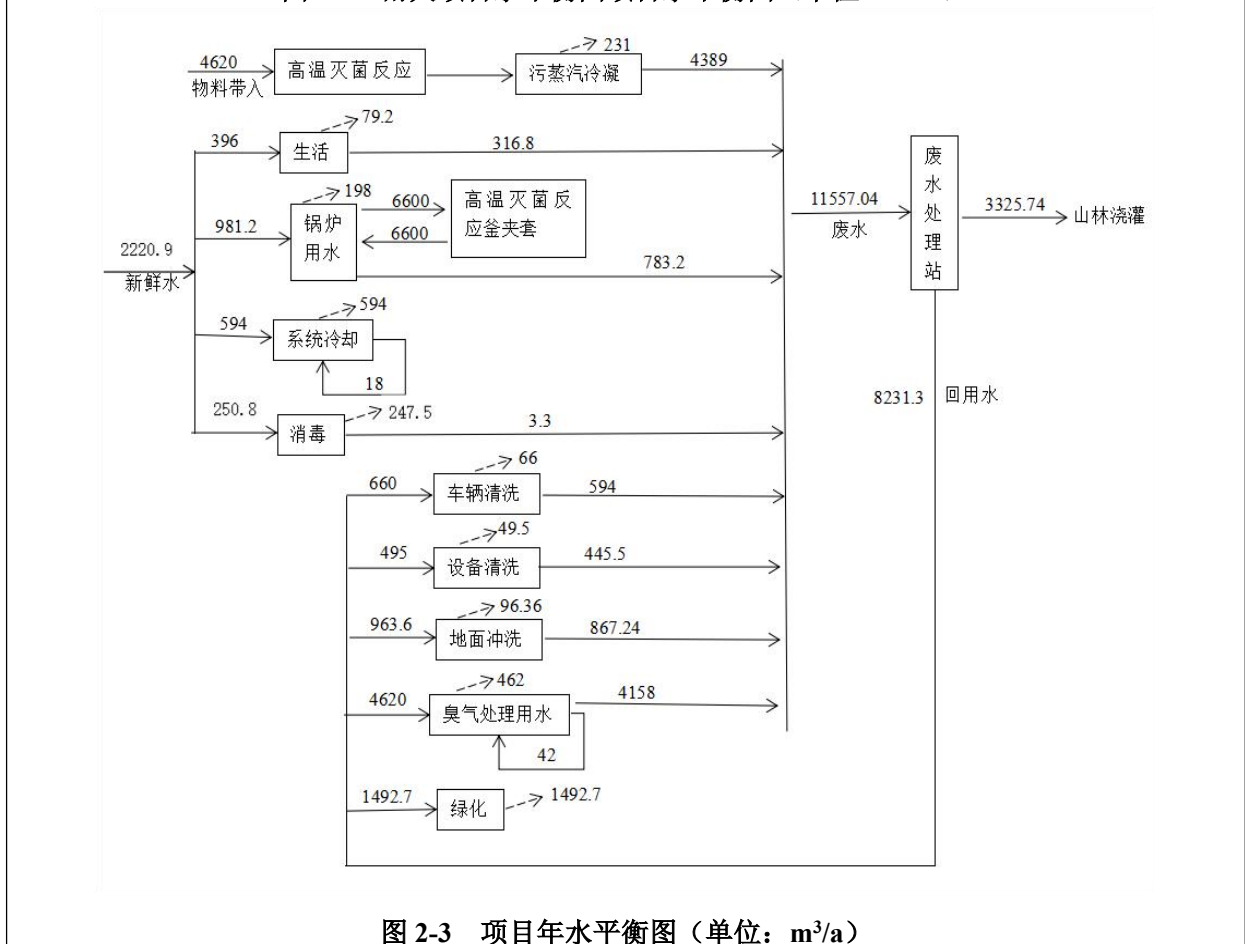 4620
物料带入
高温灭菌反应
231
污蒸汽冷凝
4389
396
79.2
生活
316.8
981.2
198
锅炉
用水
6600
6600
高温灭菌反
应釜夹套
783.2
2220.9
新鲜水
594
594
系统冷却
18
250.8
247.5
消毒
3.3
11557.04
废水
废
水
处
理
站
3325.74
山林浇灌
8231.3
回用水
660
66
车辆清洗
594
495
49.5
设备清洗
445.5
963.6
96.36
地面冲洗
867.24
4620
462
臭气处理用水
4158
42
1492.7
绿化
1492.7
图 2-3 项目年水平衡图（单位：m³/a）